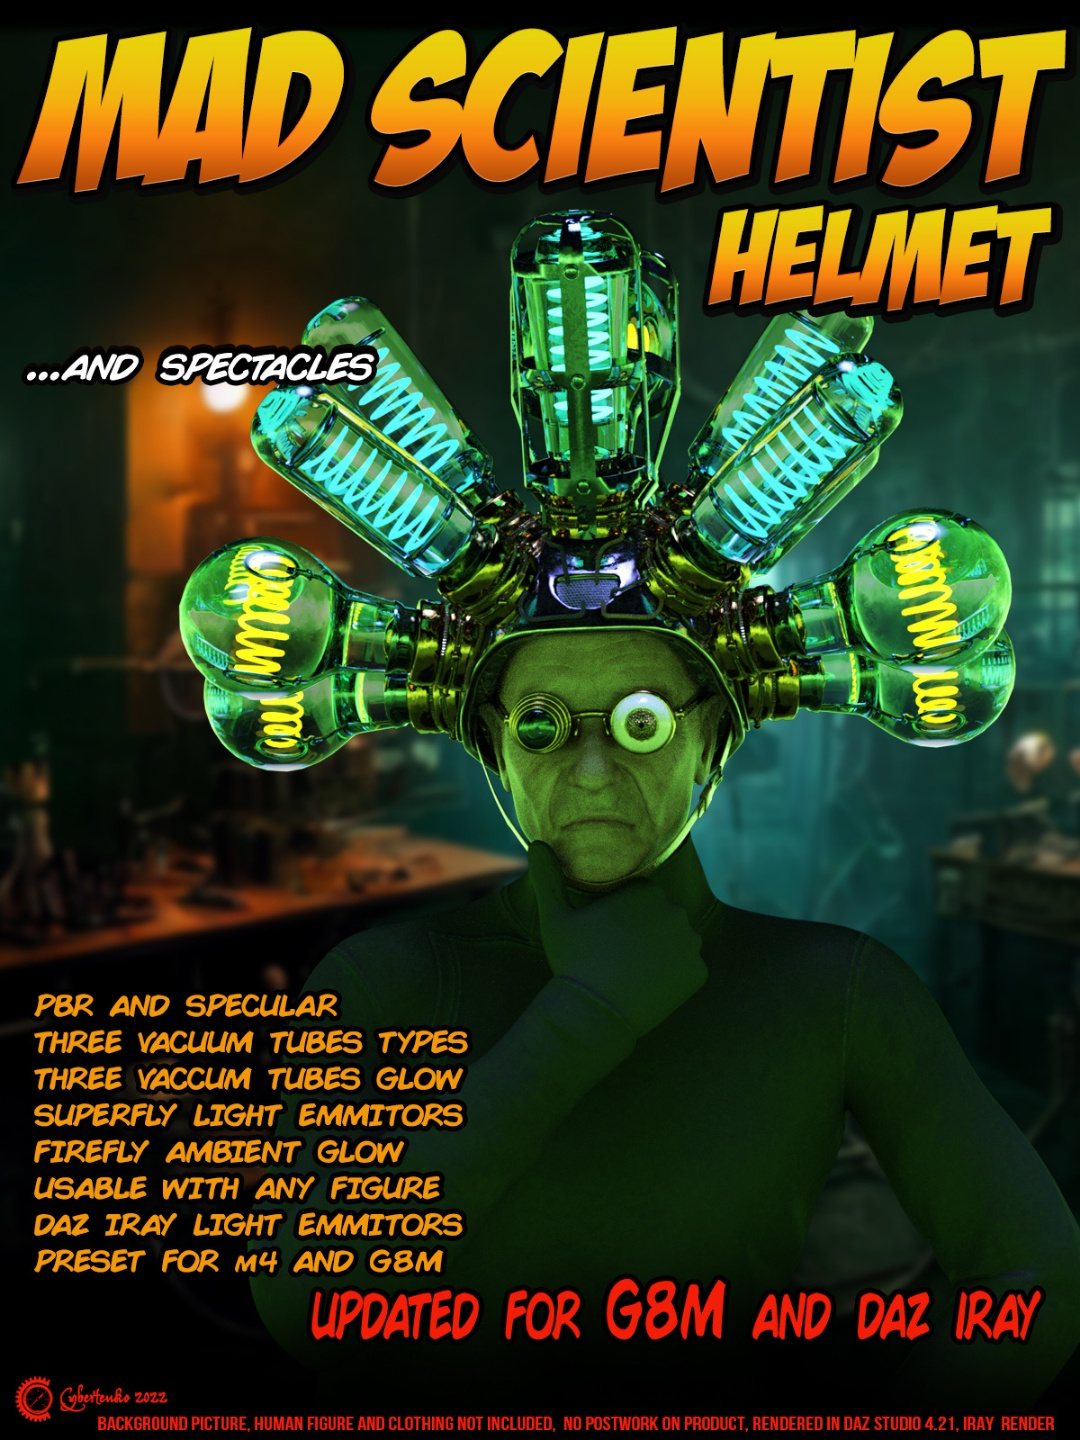 MAD SCIENTIST
HELMET
...AND SPECTACLES
PBR AND SPECULAR
THREE VACUUM TUBES TYPES
THREE VACCUM TUBES GLOW
SUPERFLY LIGHT EMMITORS
FIREFLY AMBIENT GLOW
USABLE WITH ANY FIGURE
DAZ IRAY LIGHT EMMITORS
PRESET FOR M4 AND G8M
UPDATED FOR G8M AND DAZ IRAY
Cybertenko 2022
BACKGROUND PICTURE, HUMAN FIGURE AND CLOTHING NOT INCLUDED, NO POSTWORK ON PRODUCT, RENDERED IN DAZ STUDIO 4.21, IRAY RENDER